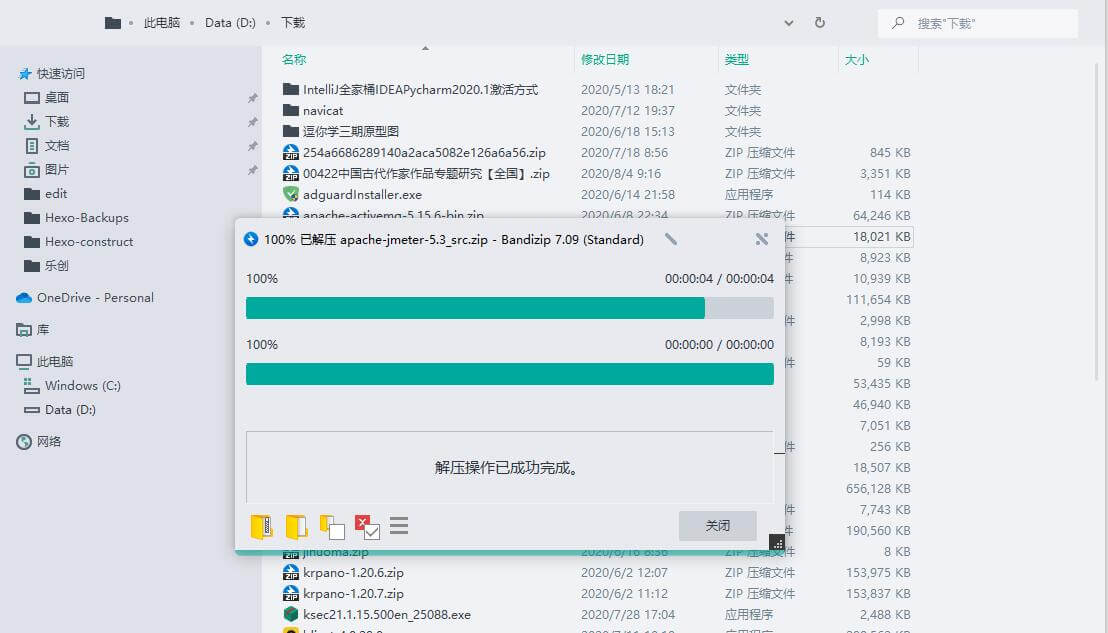 此电脑 Data (D:) 下载
搜索"下载"
名称 修改日期 类型 大小
快速访问
桌面
下载
文档
图片
edit
Hexo-Backups
Hexo-construct
乐创
OneDrive - Personal
库
此电脑
Windows (C:)
Data (D:)
网络
IntelliJ全家桶IDEAPycharm2020.1激活方式 2020/5/13 18:21 文件夹
navicat 2020/7/12 19:37 文件夹
逗你学三期原型图 2020/6/18 15:13 文件夹
254a6686289140a2aca5082e126a6a56.zip 2020/7/18 8:56 ZIP 压缩文件 845 KB
00422中国古代作家作品专题研究【全国】.zip 2020/8/4 9:16 ZIP 压缩文件 3,351 KB
adguardInstaller.exe 2020/6/14 21:58 应用程序 114 KB
apache-activemq-5.15.6-bin.zip 2020/6/8 22:34 ZIP 压缩文件 64,246 KB
件 18,021 KB
件 8,923 KB
件 10,939 KB
111,654 KB
件 2,998 KB
8,193 KB
件 59 KB
53,435 KB
46,940 KB
7,051 KB
件 256 KB
18,507 KB
656,128 KB
件 7,743 KB
件 190,560 KB
jinuoma.zip 2020/6/16 8:56 ZIP 压缩文件 8 KB
krpano-1.20.6.zip 2020/6/2 12:07 ZIP 压缩文件 153,975 KB
krpano-1.20.7.zip 2020/6/2 11:12 ZIP 压缩文件 153,837 KB
ksec21.1.15.500en_25088.exe 2020/7/28 17:04 应用程序 2,488 KB
100% 已解压 apache-jmeter-5.3_src.zip - Bandizip 7.09 (Standard)
100% 00:00:04 / 00:00:04
100% 00:00:00 / 00:00:00
解压操作已成功完成。
关闭